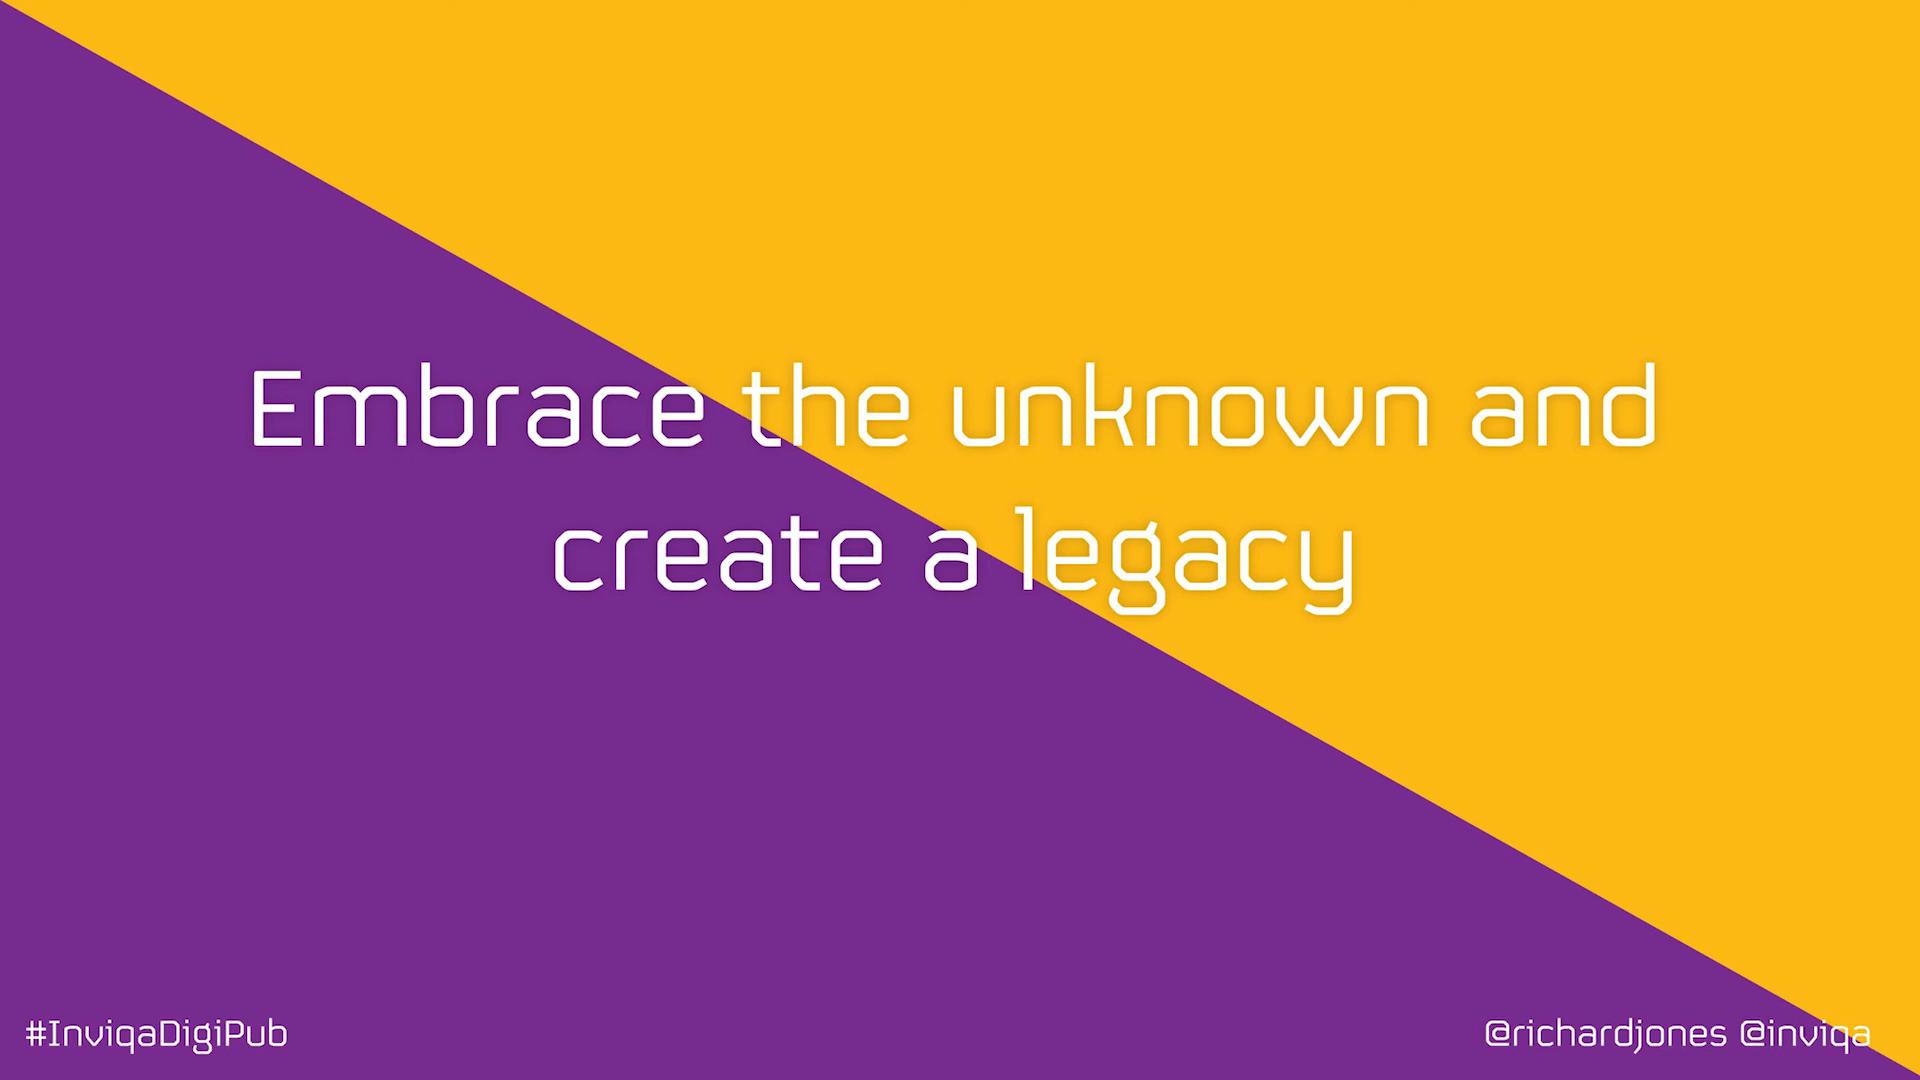 Embrace the unknown and
create a legacy
#InviqaDigiPub
@richardjones @inviqa